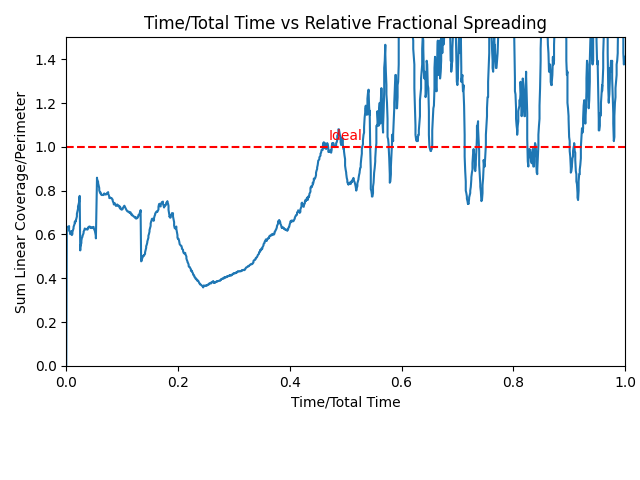 Time/Total Time vs Relative Fractional Spreading
Sum Linear Coverage/Perimeter
1.4
1.2
1.0
0.8
0.6
0.4
0.2
0.0
Ideal
0.0 0.2 0.4 0.6 0.8 1.0
Time/Total Time